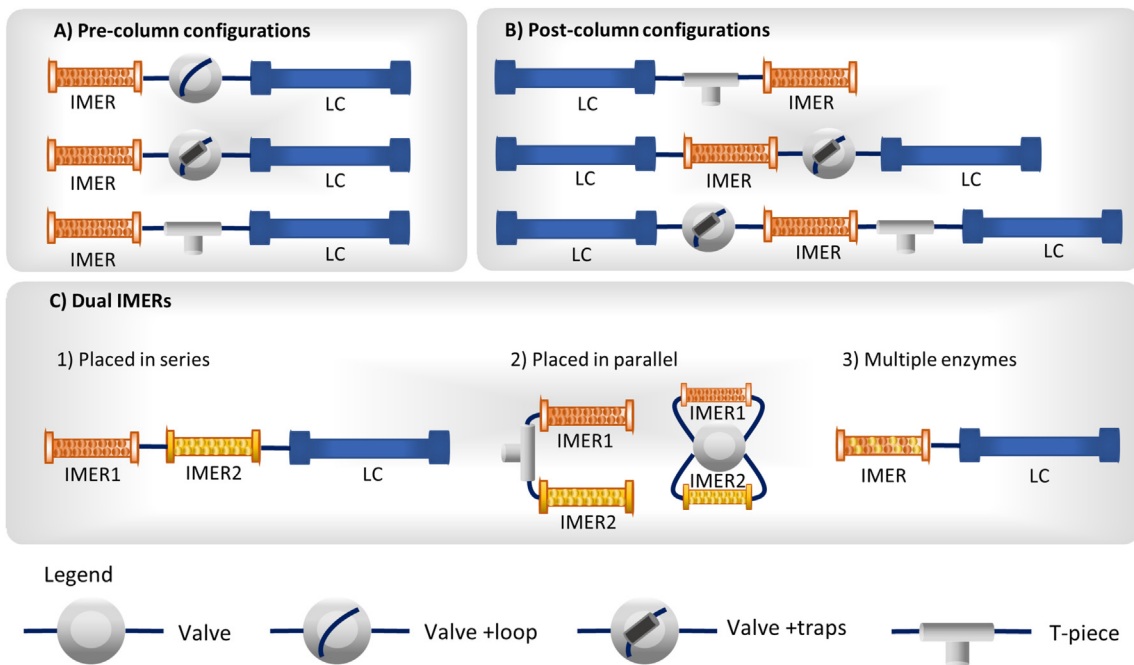 A) Pre-column configurations
IMER
LC
IMER
LC
IMER
LC
B) Post-column configurations
LC
IMER
LC
IMER
LC
LC
IMER
LC
C) Dual IMERs
1) Placed in series
IMER1
IMER2
LC
2) Placed in parallel
IMER1
IMER2
IMER1
IMER2
3) Multiple enzymes
IMER
LC
Legend
Valve
Valve +loop
Valve +traps
T-piece